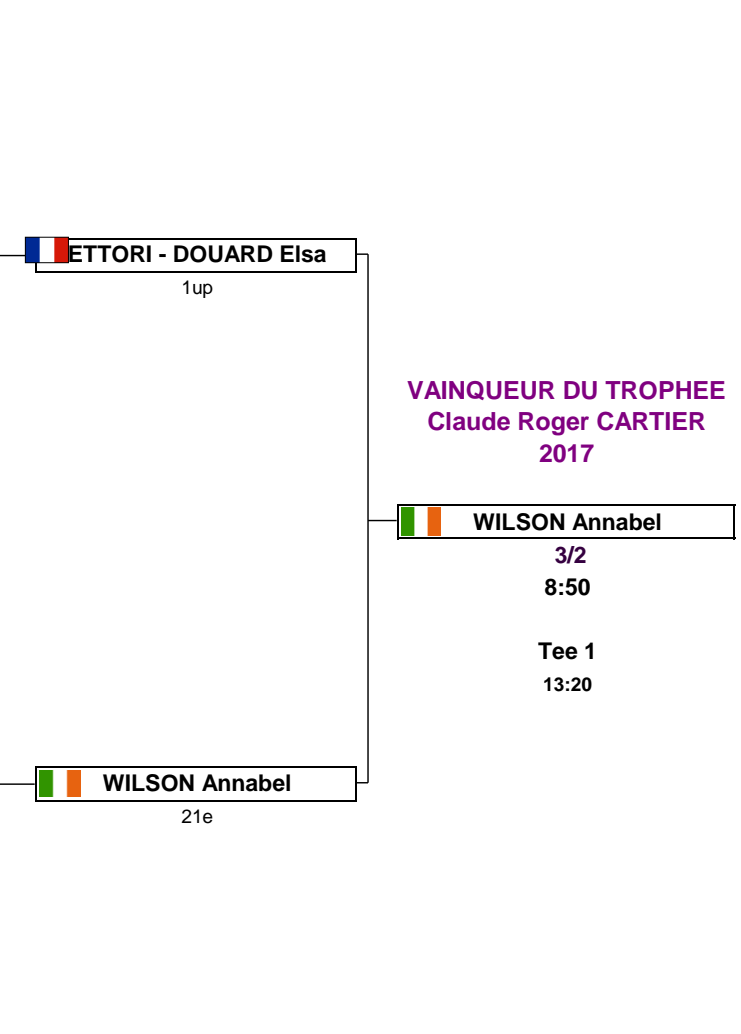 ETTORI - DOUARD Elsa
1up
VAINQUEUR DU TROPHEE
Claude Roger CARTIER
2017
WILSON Annabel
3/2
8:50
Tee 1
13:20
WILSON Annabel
21e